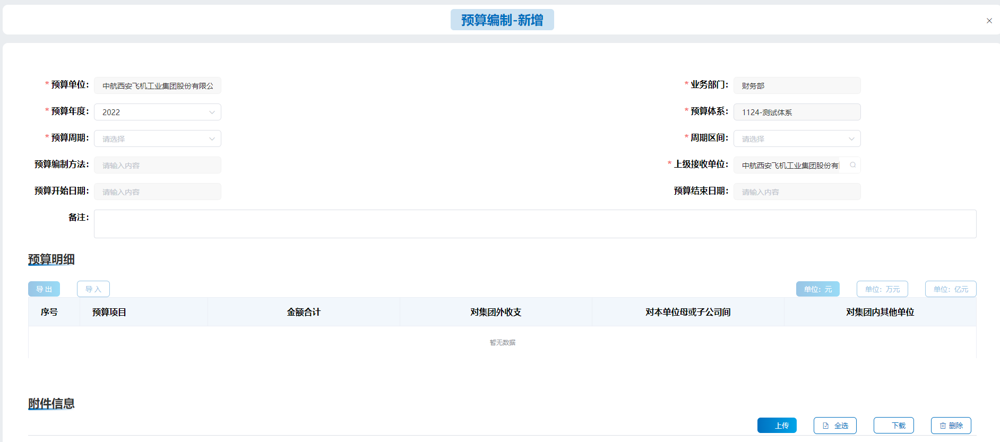 预算编制-新增
* 预算单位： 中航西安飞机工业集团股份有限公 * 业务部门： 财务部
* 预算年度： 2022 * 预算体系： 1124-测试体系
* 预算周期： 请选择 * 周期区间： 请选择
预算编制方法： 请输入内容 * 上级接收单位： 中航西安飞机工业集团股份有
预算开始日期： 请输入内容 预算结束日期： 请输入内容
备注：
预算明细
导出 导入 单位：元 单位：万元 单位：亿元
序号 预算项目 金额合计 对集团外收支 对本单位母或子公司间 对集团内其他单位
暂无数据
附件信息
上传 全选 下载 删除